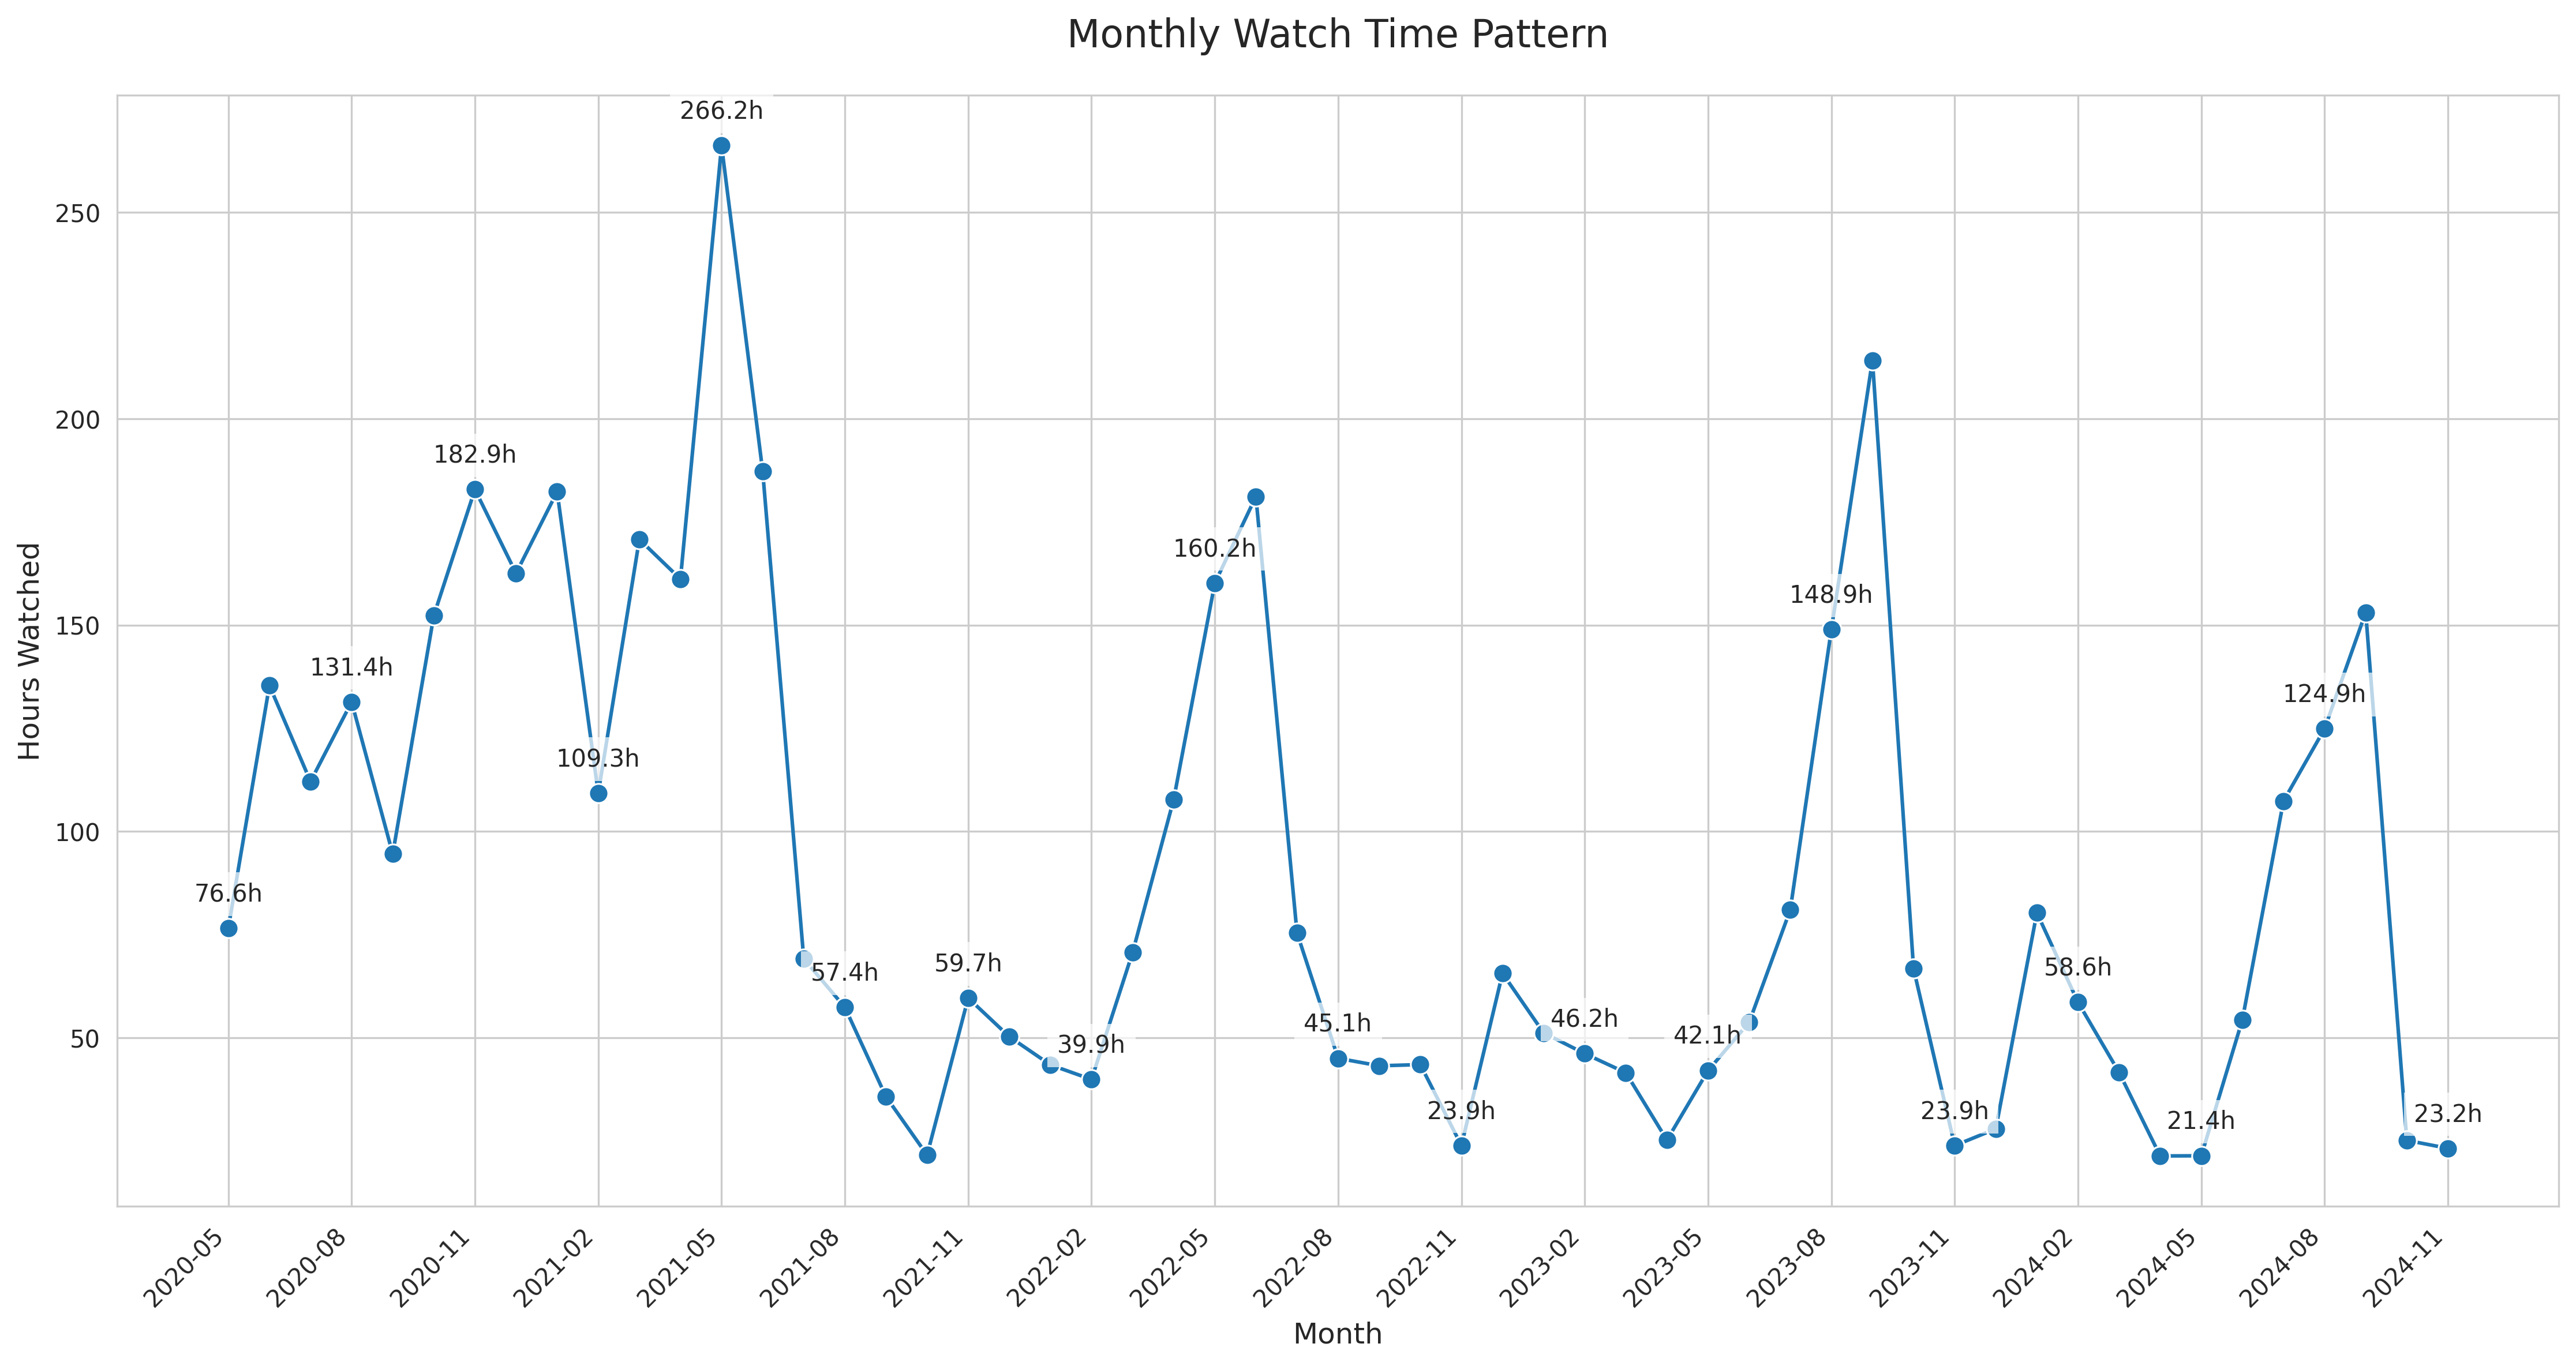 Monthly Watch Time Pattern
Hours Watched
250
200
150
100
50
76.6h
131.4h
182.9h
109.3h
266.2h
57.4h
59.7h
39.9h
160.2h
45.1h
23.9h
46.2h
42.1h
148.9h
23.9h
58.6h
21.4h
124.9h
23.2h
2020-05
2020-08
2020-11
2021-02
2021-05
2021-08
2021-11
2022-02
2022-05
2022-08
2022-11
2023-02
2023-05
2023-08
2023-11
2024-02
2024-05
2024-08
2024-11
Month